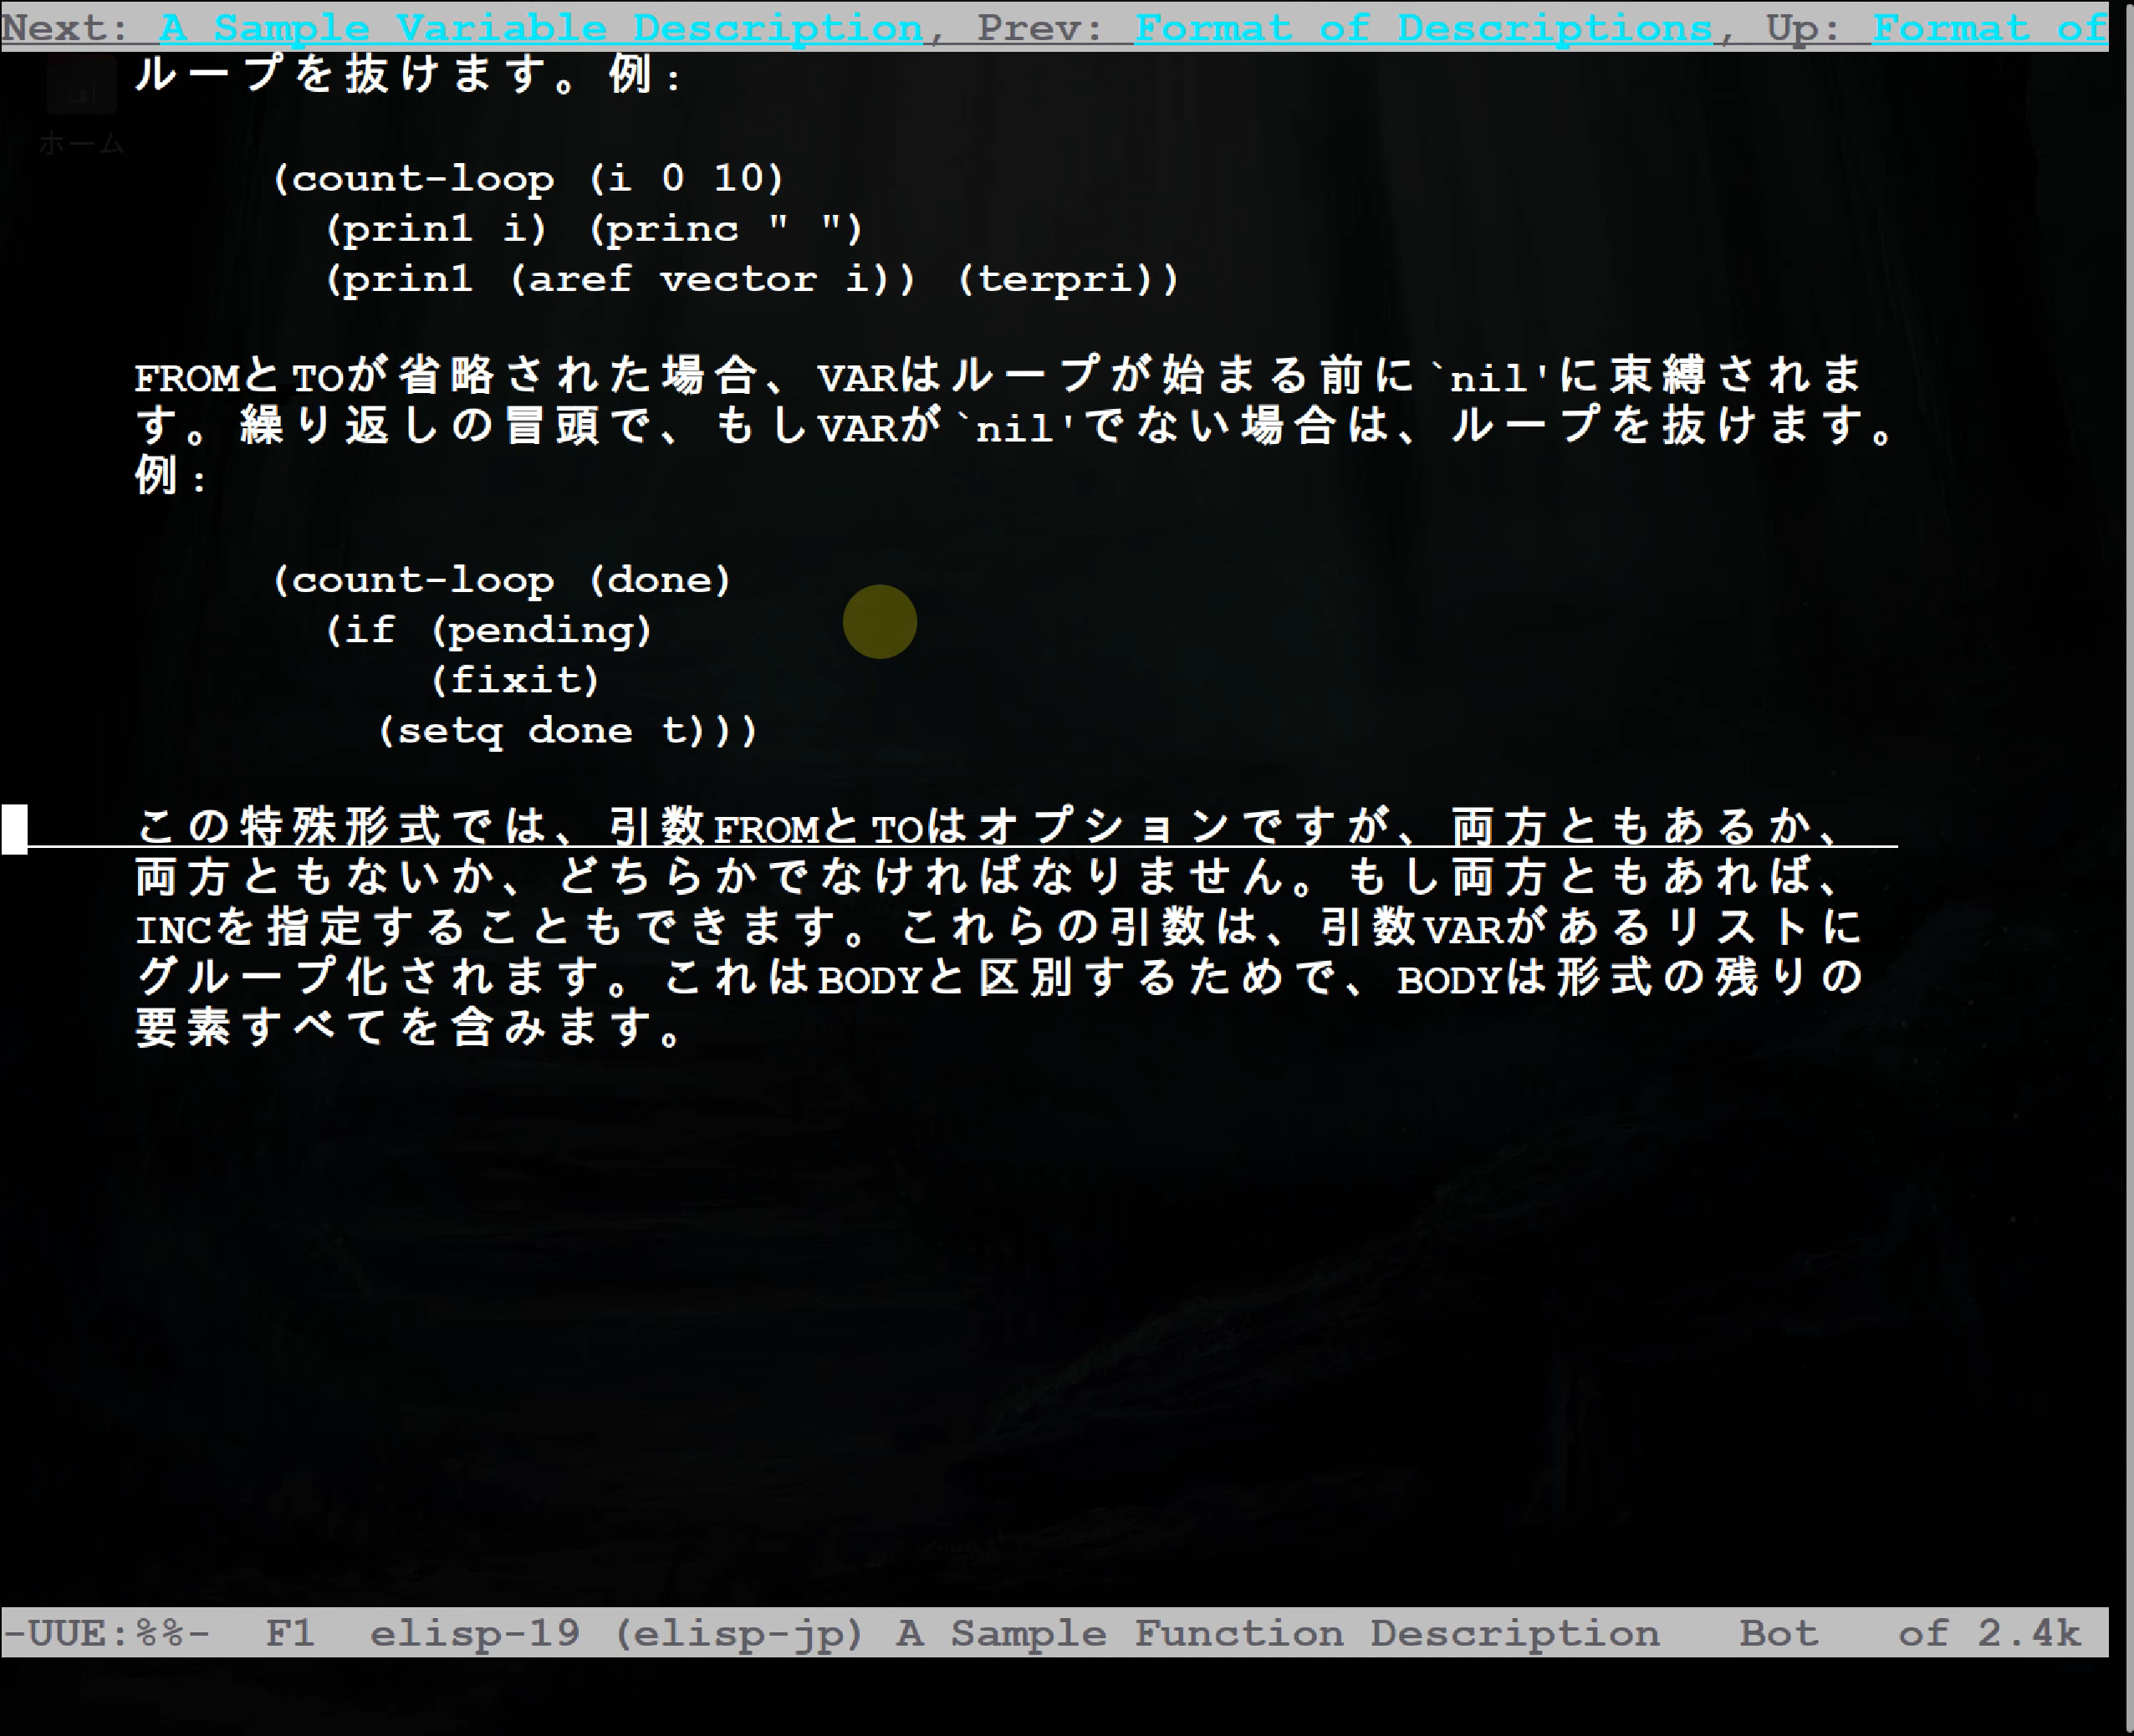 Next: A Sample Variable Description, Prev: Format of Descriptions, Up: Format of
ループを抜けます。例:
ホーム
(count-loop (i 0 10)
(prin1 i) (princ " ")
(prin1 (aref vector i)) (terpri))
FROMとTOが省略された場合、VARはループが始まる前に`nil'に束縛されま
す。繰り返しの冒頭で、もしVARが`nil'でない場合は、ループを抜けます。
例:
(count-loop (done)
(if (pending)
(fixit)
(setq done t)))
この特殊形式では、引数FROMとTOはオプションですが、両方ともあるか、
両方ともないか、どちらかでなければなりません。もし両方ともあれば、
INCを指定することもできます。これらの引数は、引数VARがあるリストに
グループ化されます。これはBODYと区別するためで、BODYは形式の残りの
要素すべてを含みます。
-UUE:%%-  F1  elisp-19 (elisp-jp) A Sample Function Description   Bot   of 2.4k